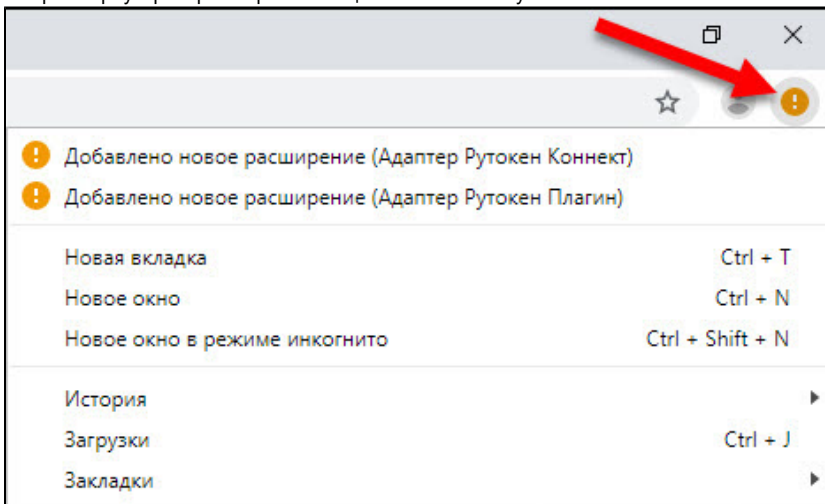 Добавлено новое расширение (Адаптер Рутокен Коннект)
Добавлено новое расширение (Адаптер Рутокен Плагин)
Новая вкладка Ctrl + T
Новое окно Ctrl + N
Новое окно в режиме инкогнито Ctrl + Shift + N
История
Загрузки Ctrl + J
Закладки